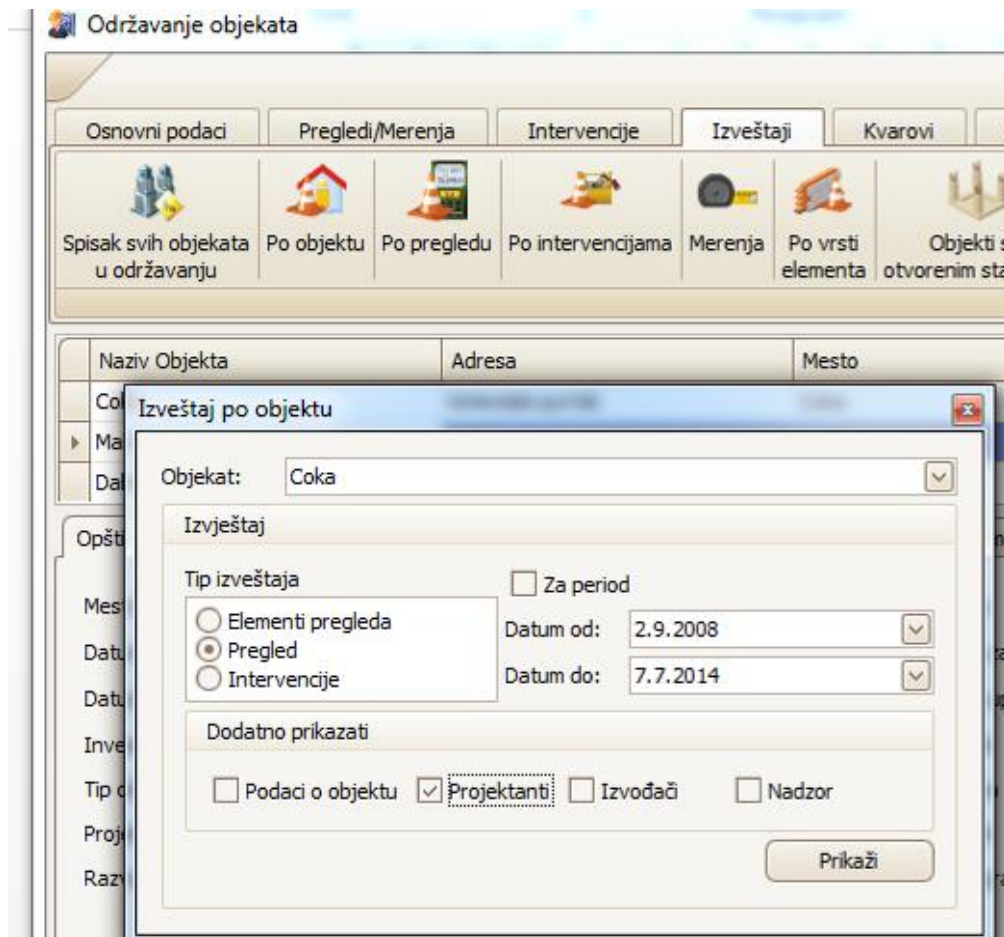 Održavanje objekata
Osnovni podaci Pregledi/Merenja Intervencije Izveštaji Kvarovi
Spisak svih objekata u održavanju
Po objektu
Po pregledu
Po intervencijama
Merenja
Po vrsti elementa
Objekti
otvorenim
Naziv Objekta Adresa Mesto
Izveštaj po objektu
Objekat: Coka
Izvještaj
Tip izveštaja
Elementi pregleda
Pregled
Intervencije
Za period
Datum od: 2.9.2008
Datum do: 7.7.2014
Dodatno prikazati
Podaci o objektu Projektanti Izvođači Nadzor
Prikaži